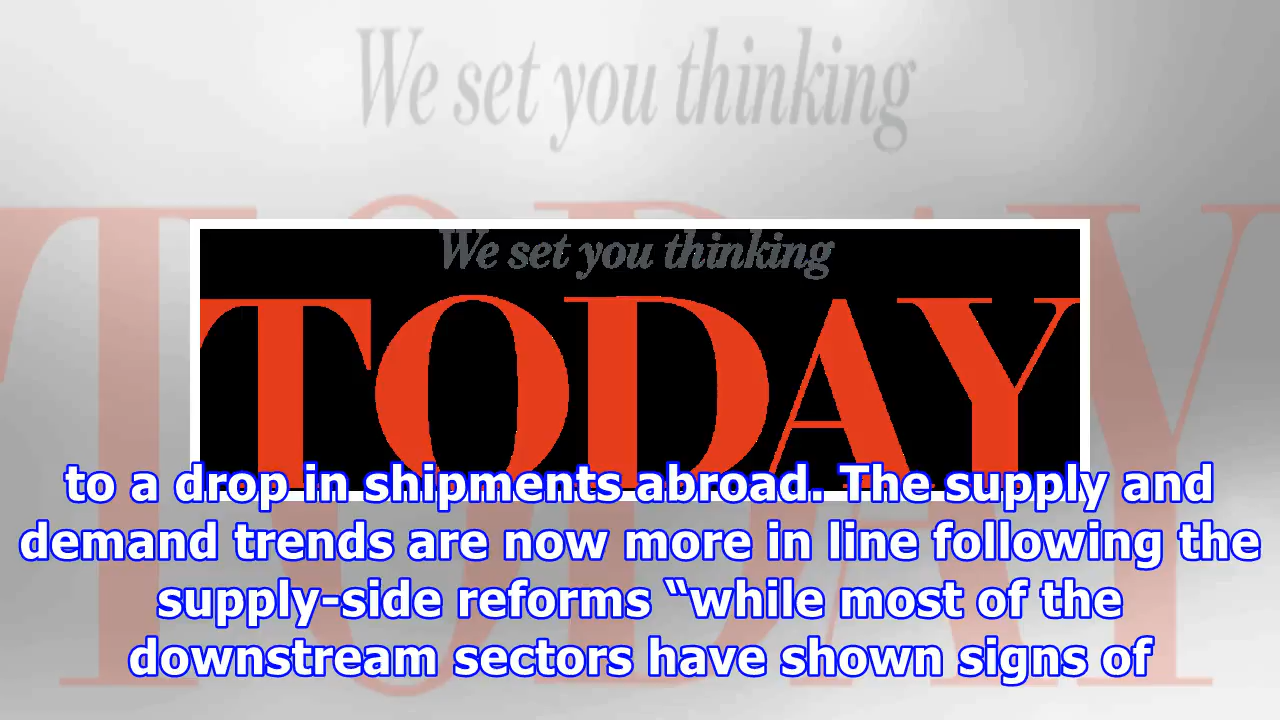 We set you thinking
TODAY
We set you thinking
TODAY
to a drop in shipments abroad. The supply and
demand trends are now more in line following the
supply-side reforms “while most of the
downstream sectors have shown signs of